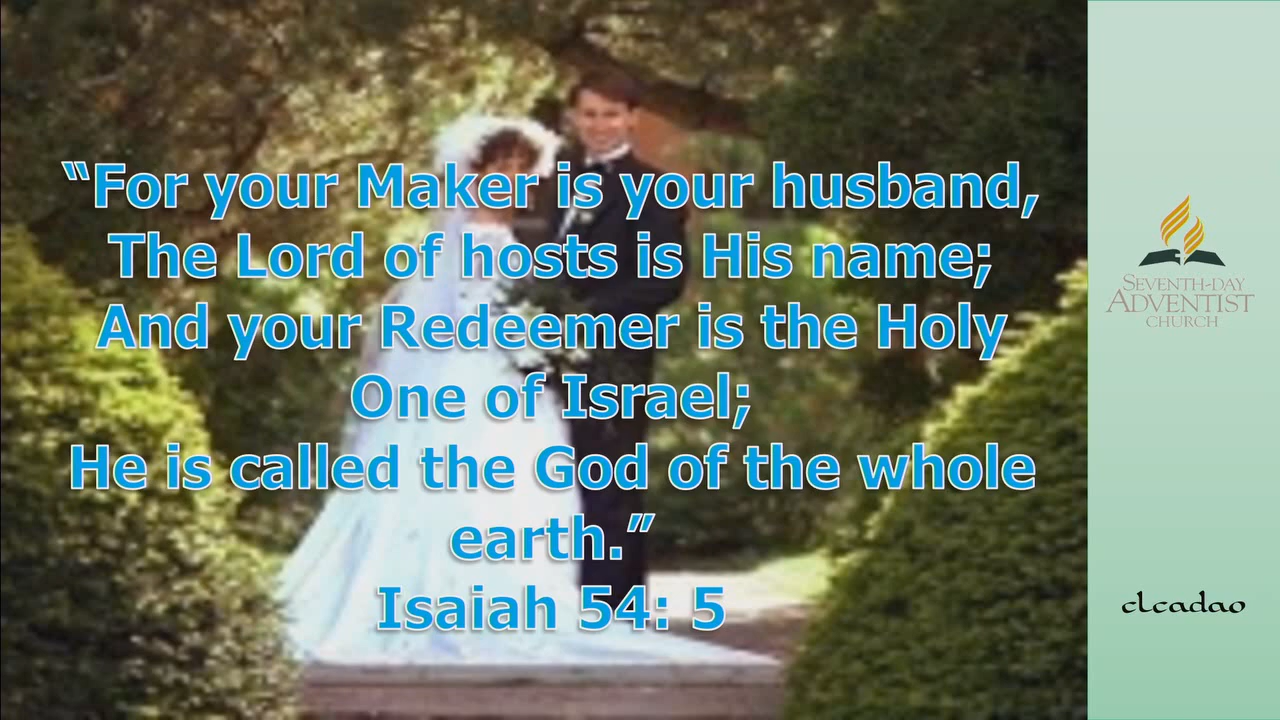 “For your Maker is your husband,
The Lord of hosts is His name;
And your Redeemer is the Holy
One of Israel;
He is called the God of the whole
earth.”
Isaiah 54: 5
SEVENTH-DAY
ADVENTIST
CHURCH
clcadao